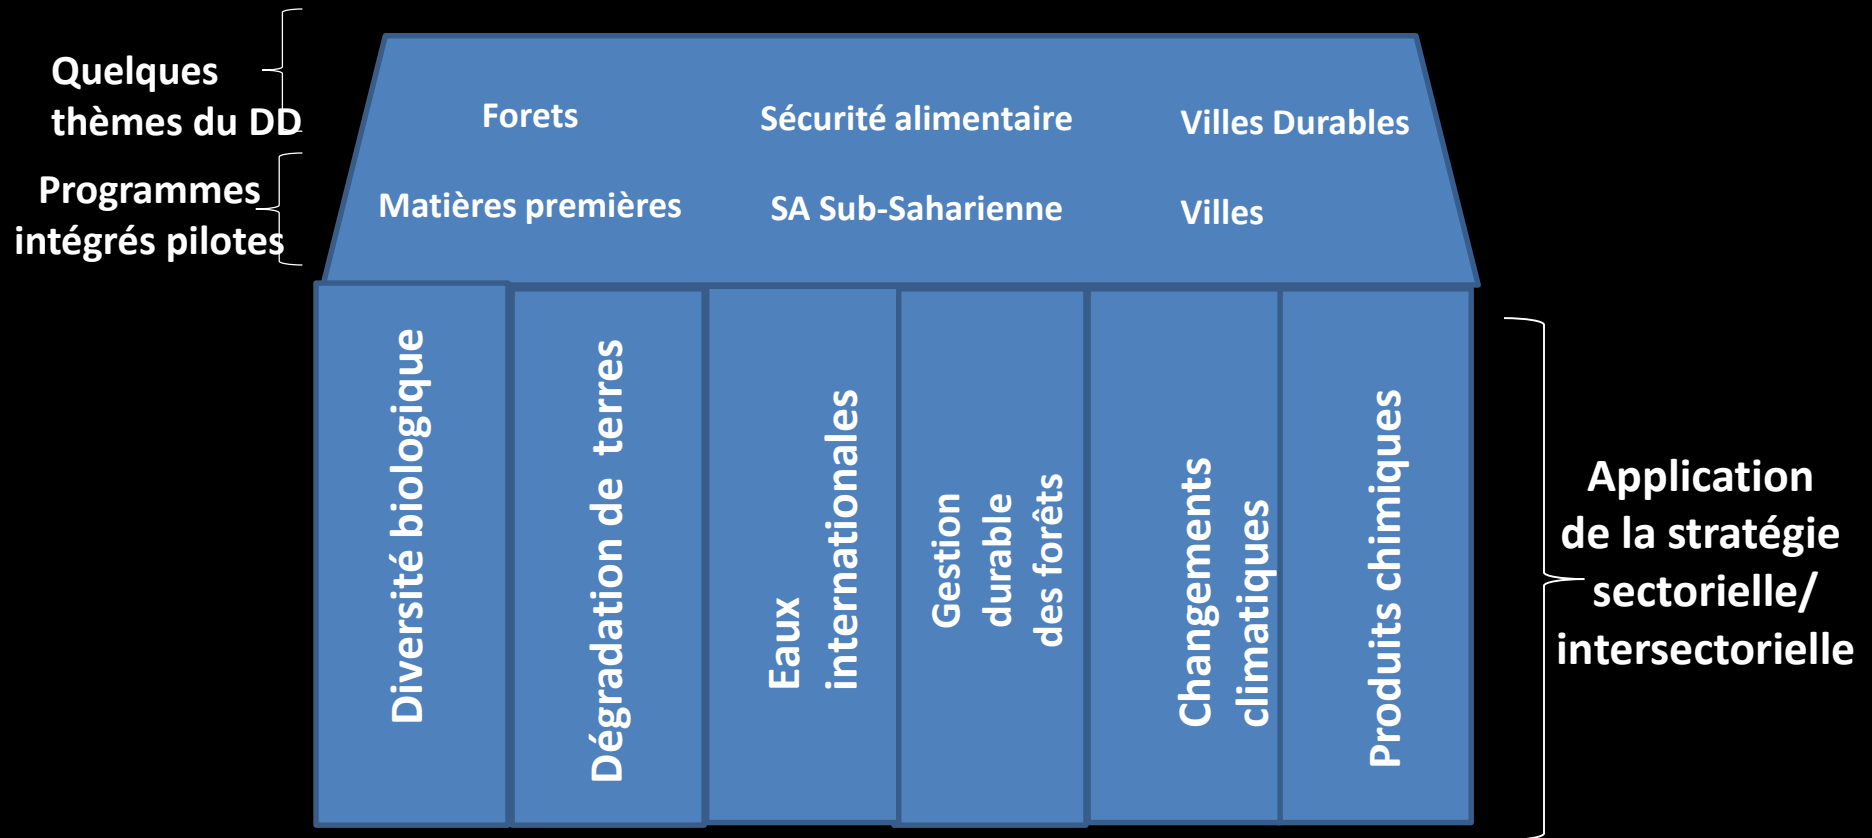 Quelques
thèmes du DD
Forets
Sécurité alimentaire
Villes Durables
Programmes
intégrés pilotes
Matières premières
SA Sub-Saharienne
Villes
Diversité biologique
Dégradation de terres
Eaux
internationales
Gestion
durable
des forêts
Changements
climatiques
Produits chimiques
Application
de la stratégie
sectorielle/
intersectorielle